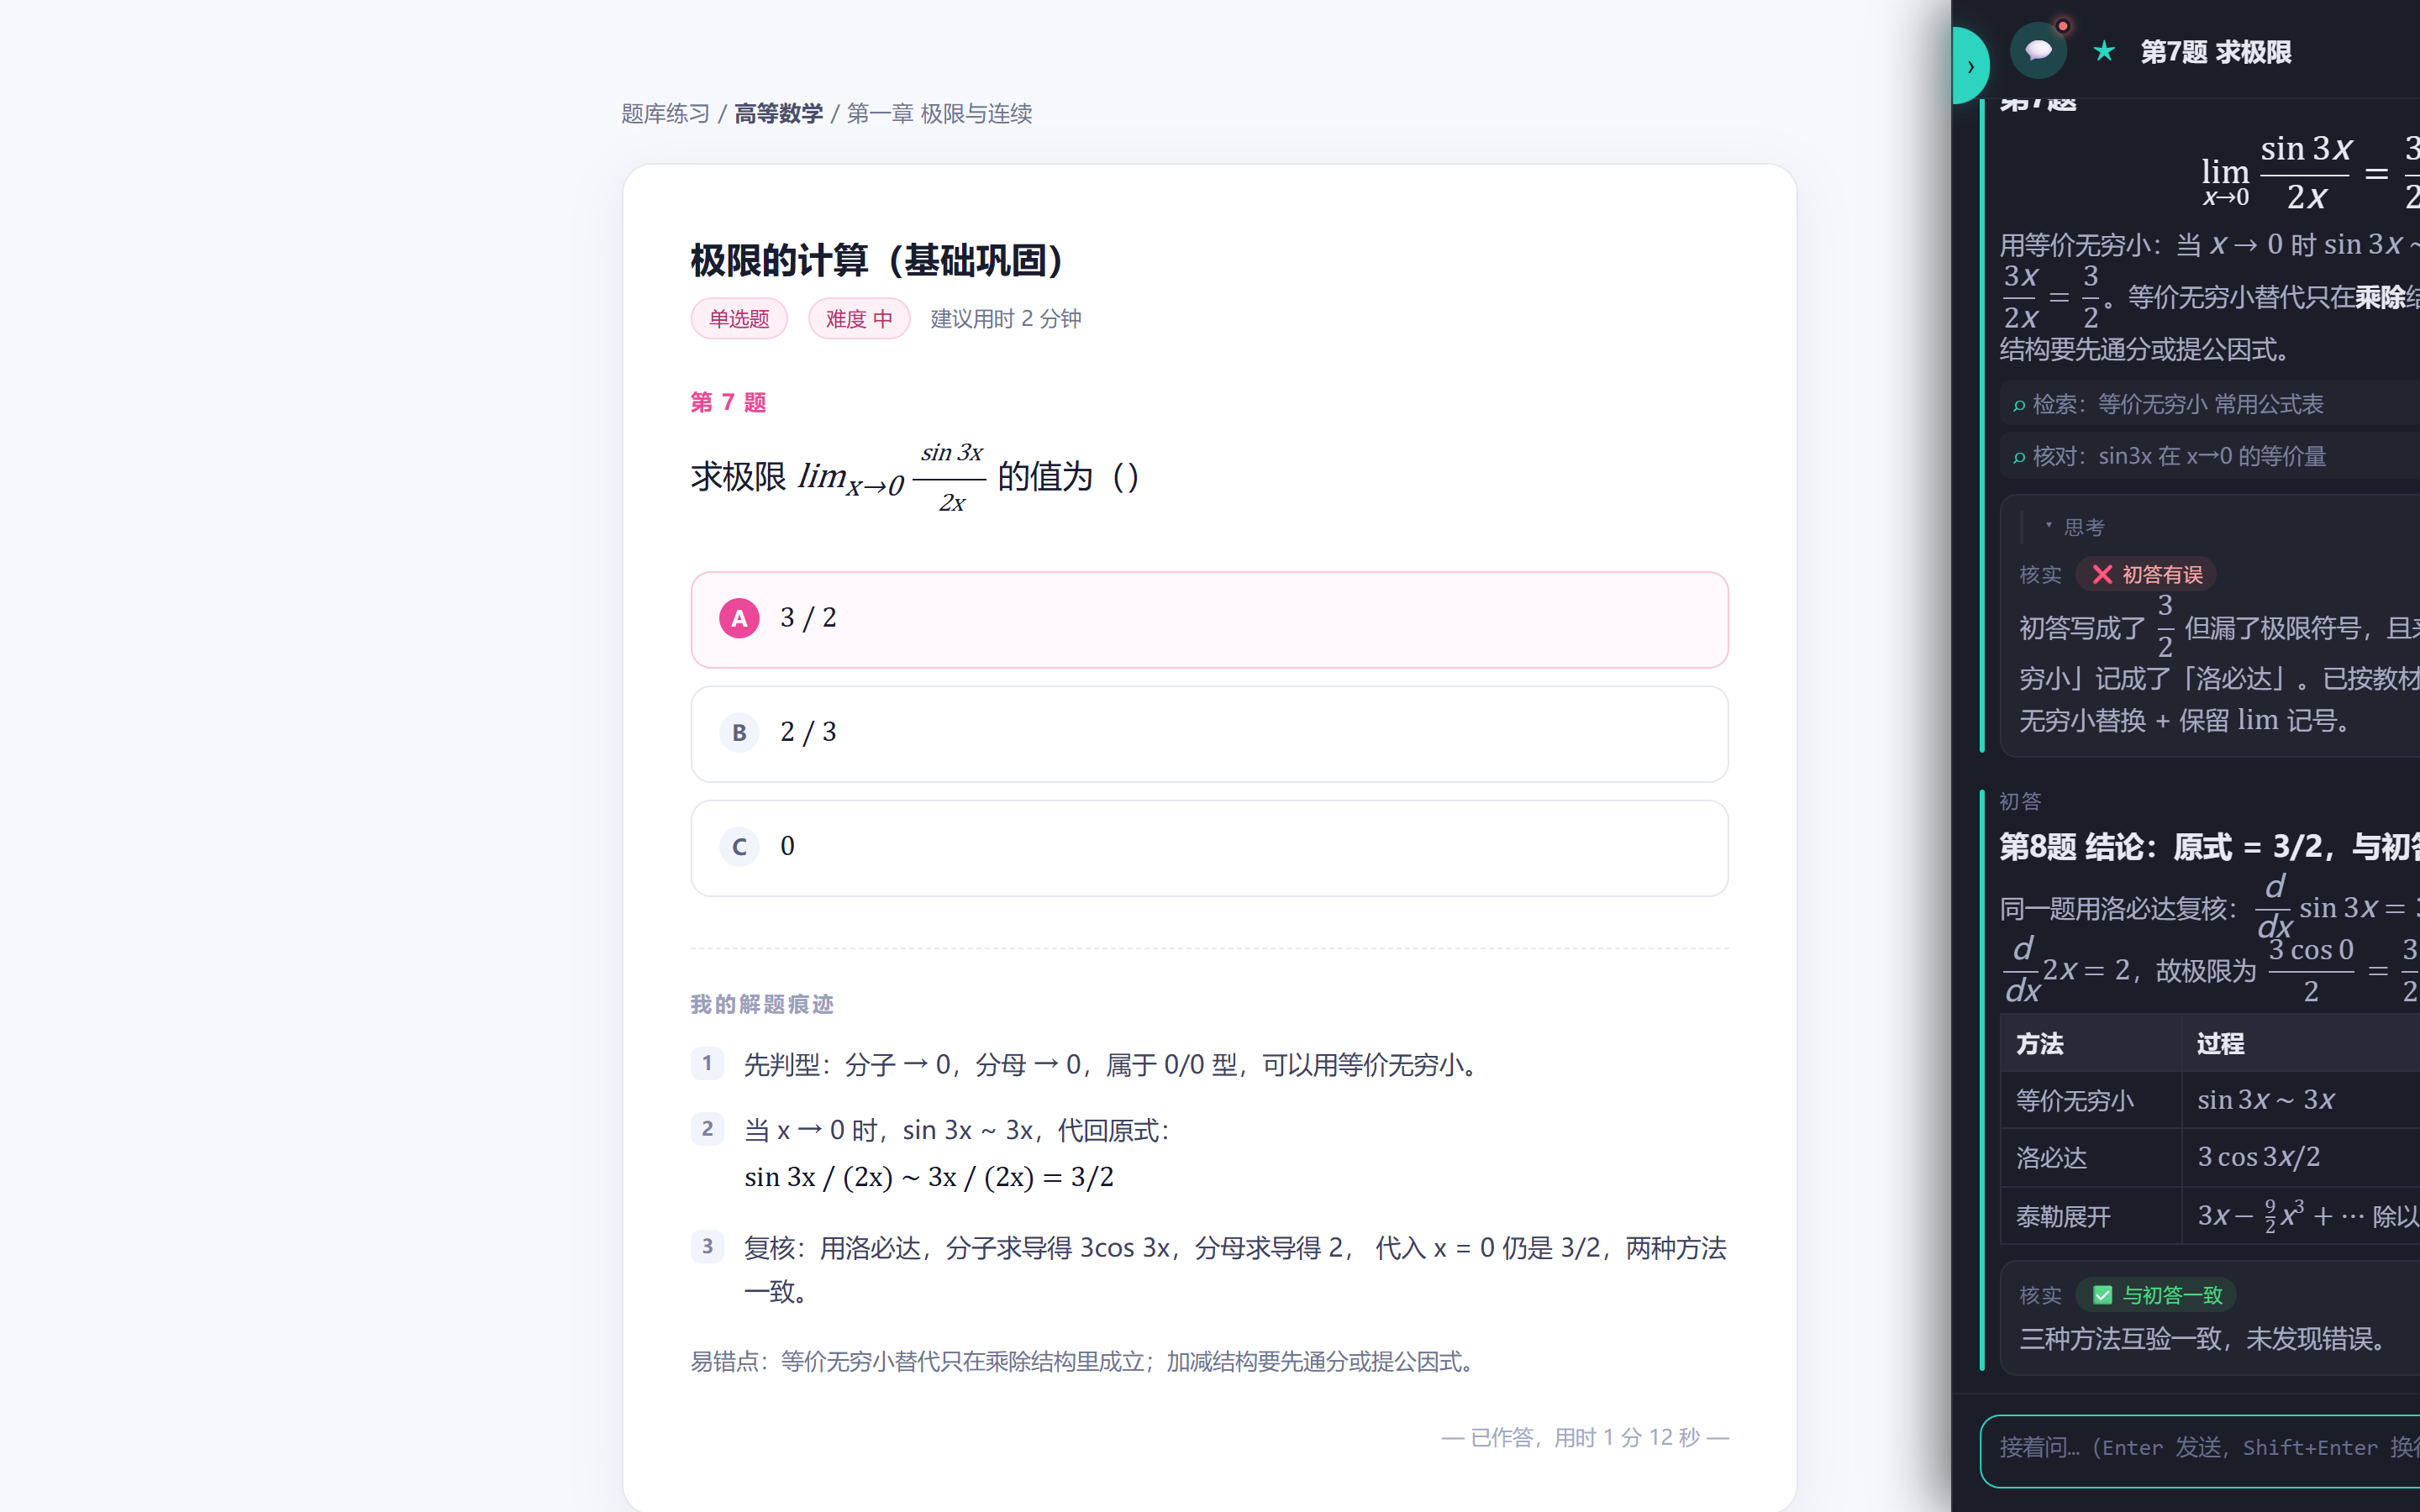 题库练习 / 高等数学 / 第一章 极限与连续
极限的计算（基础巩固）
单选题 难度 中 建议用时 2 分钟
第 7 题
求极限 lim x→0 sin 3x / 2x 的值为（）
A 3 / 2
B 2 / 3
C 0
我的解题痕迹
1 先判型：分子 → 0，分母 → 0，属于 0/0 型，可以用等价无穷小。
2 当 x → 0 时，sin 3x ~ 3x，代回原式：
sin 3x / (2x) ~ 3x / (2x) = 3/2
3 复核：用洛必达，分子求导得 3cos 3x，分母求导得 2， 代入 x = 0 仍是 3/2，两种方法
一致。
易错点：等价无穷小替代只在乘除结构里成立；加减结构要先通分或提公因式。
— 已作答，用时 1 分 12 秒 —
› ★ 第7题 求极限
第7题
lim x→0 sin 3x / 2x = 3/2
用等价无穷小：当 x → 0 时 sin 3x ~
3x/2x = 3/2。等价无穷小替代只在乘除结
结构要先通分或提公因式。
检索：等价无穷小 常用公式表
核对：sin3x 在 x→0 的等价量
▾ 思考
核实 ❌ 初答有误
初答写成了 3/2 但漏了极限符号，且
穷小」记成了「洛必达」。已按教材
无穷小替换 + 保留 lim 记号。
初答
第8题 结论：原式 = 3/2，与初答
同一题用洛必达复核：d/dx sin 3x =
d/dx 2x = 2，故极限为 3 cos 0 / 2 = 3/2
方法 过程
等价无穷小 sin 3x ~ 3x
洛必达 3 cos 3x/2
泰勒展开 3x − 9/2 x³ + ⋯ 除以
核实 ✅ 与初答一致
三种方法互验一致，未发现错误。
接着问…（Enter 发送，Shift+Enter 换行